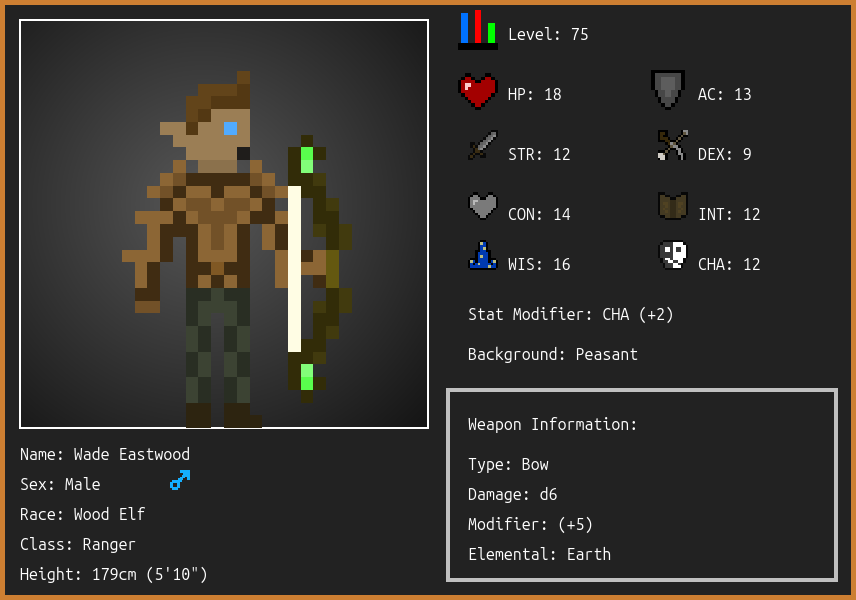 Level: 75
HP: 18
AC: 13
STR: 12
DEX: 9
CON: 14
INT: 12
WIS: 16
CHA: 12
Stat Modifier: CHA (+2)
Background: Peasant
Weapon Information:
Type: Bow
Damage: d6
Modifier: (+5)
Elemental: Earth
Name: Wade Eastwood
Sex: Male
Race: Wood Elf
Class: Ranger
Height: 179cm (5'10")